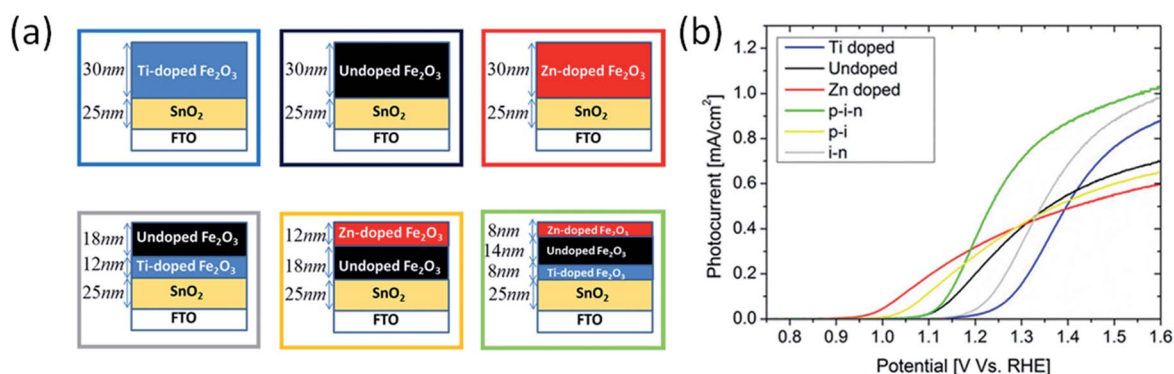 (a)
30nm
Ti-doped Fe₂O₃
25nm
SnO₂
FTO
30nm
Undoped Fe₂O₃
25nm
SnO₂
FTO
30nm
Zn-doped Fe₂O₃
25nm
SnO₂
FTO
18nm
Undoped Fe₂O₃
12nm
Ti-doped Fe₂O₃
25nm
SnO₂
FTO
12nm
Zn-doped Fe₂O₃
18nm
Undoped Fe₂O₃
25nm
SnO₂
FTO
8nm
Zn-doped Fe₂O₃
14nm
Undoped Fe₂O₃
8nm
Ti-doped Fe₂O₃
25nm
SnO₂
FTO
(b)
Photocurrent [mA/cm²]
1.2
1.0
0.8
0.6
0.4
0.2
0.0
Ti doped
Undoped
Zn doped
p-i-n
p-i
i-n
0.8 0.9 1.0 1.1 1.2 1.3 1.4 1.5 1.6
Potential [V Vs. RHE]